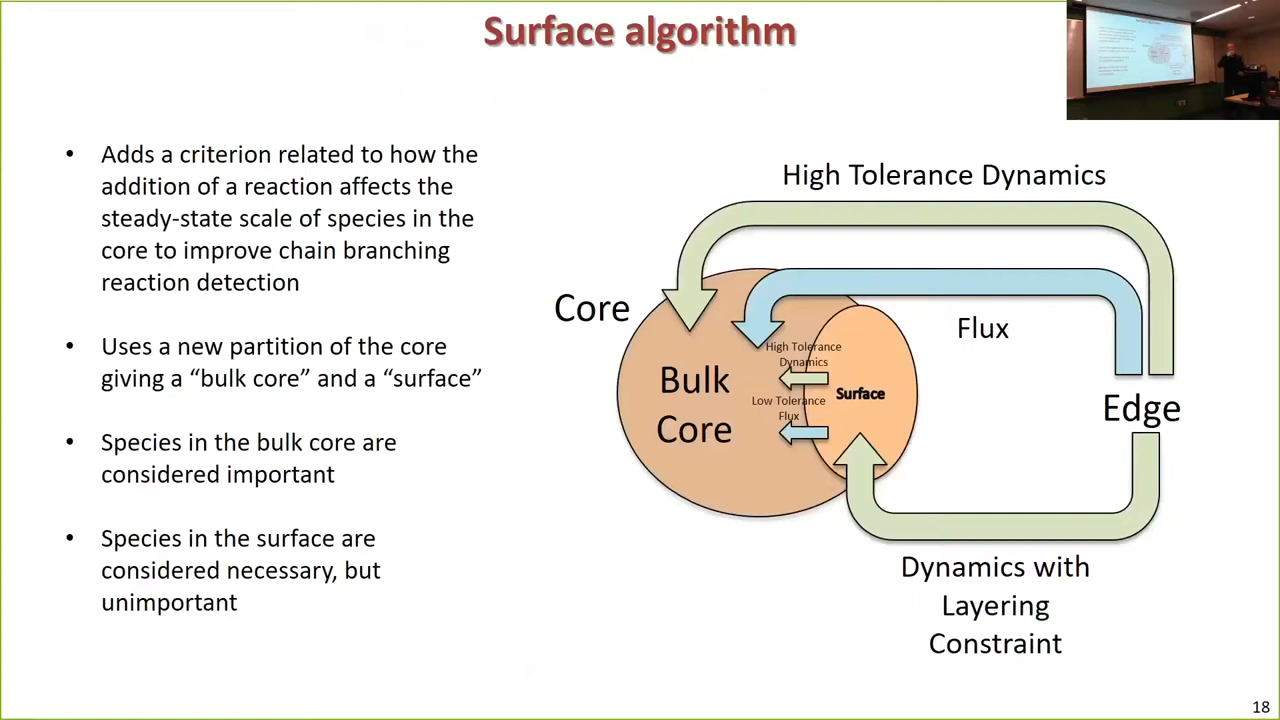 Surface algorithm
• Adds a criterion related to how the
addition of a reaction affects the
steady-state scale of species in the
core to improve chain branching
reaction detection
• Uses a new partition of the core
giving a “bulk core” and a “surface”
• Species in the bulk core are
considered important
• Species in the surface are
considered necessary, but
unimportant
High Tolerance Dynamics
Core
Flux
High Tolerance
Dynamics
Bulk
Core
Surface
Low Tolerance
Flux
Edge
Dynamics with
Layering
Constraint
18